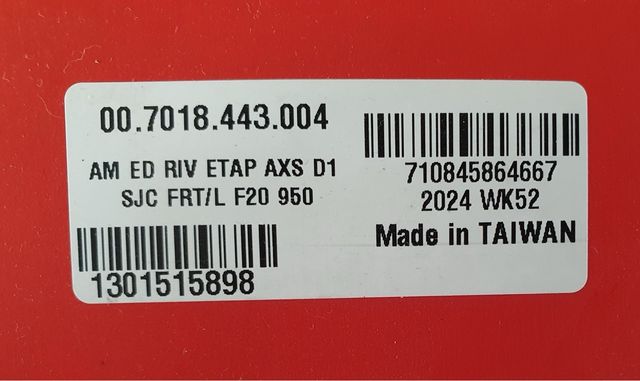 00.7018.443.004
AM ED RIV ETAP AXS D1
SJC FRT/L F20 950
1301515898
710845864667
2024 WK52
Made in TAIWAN